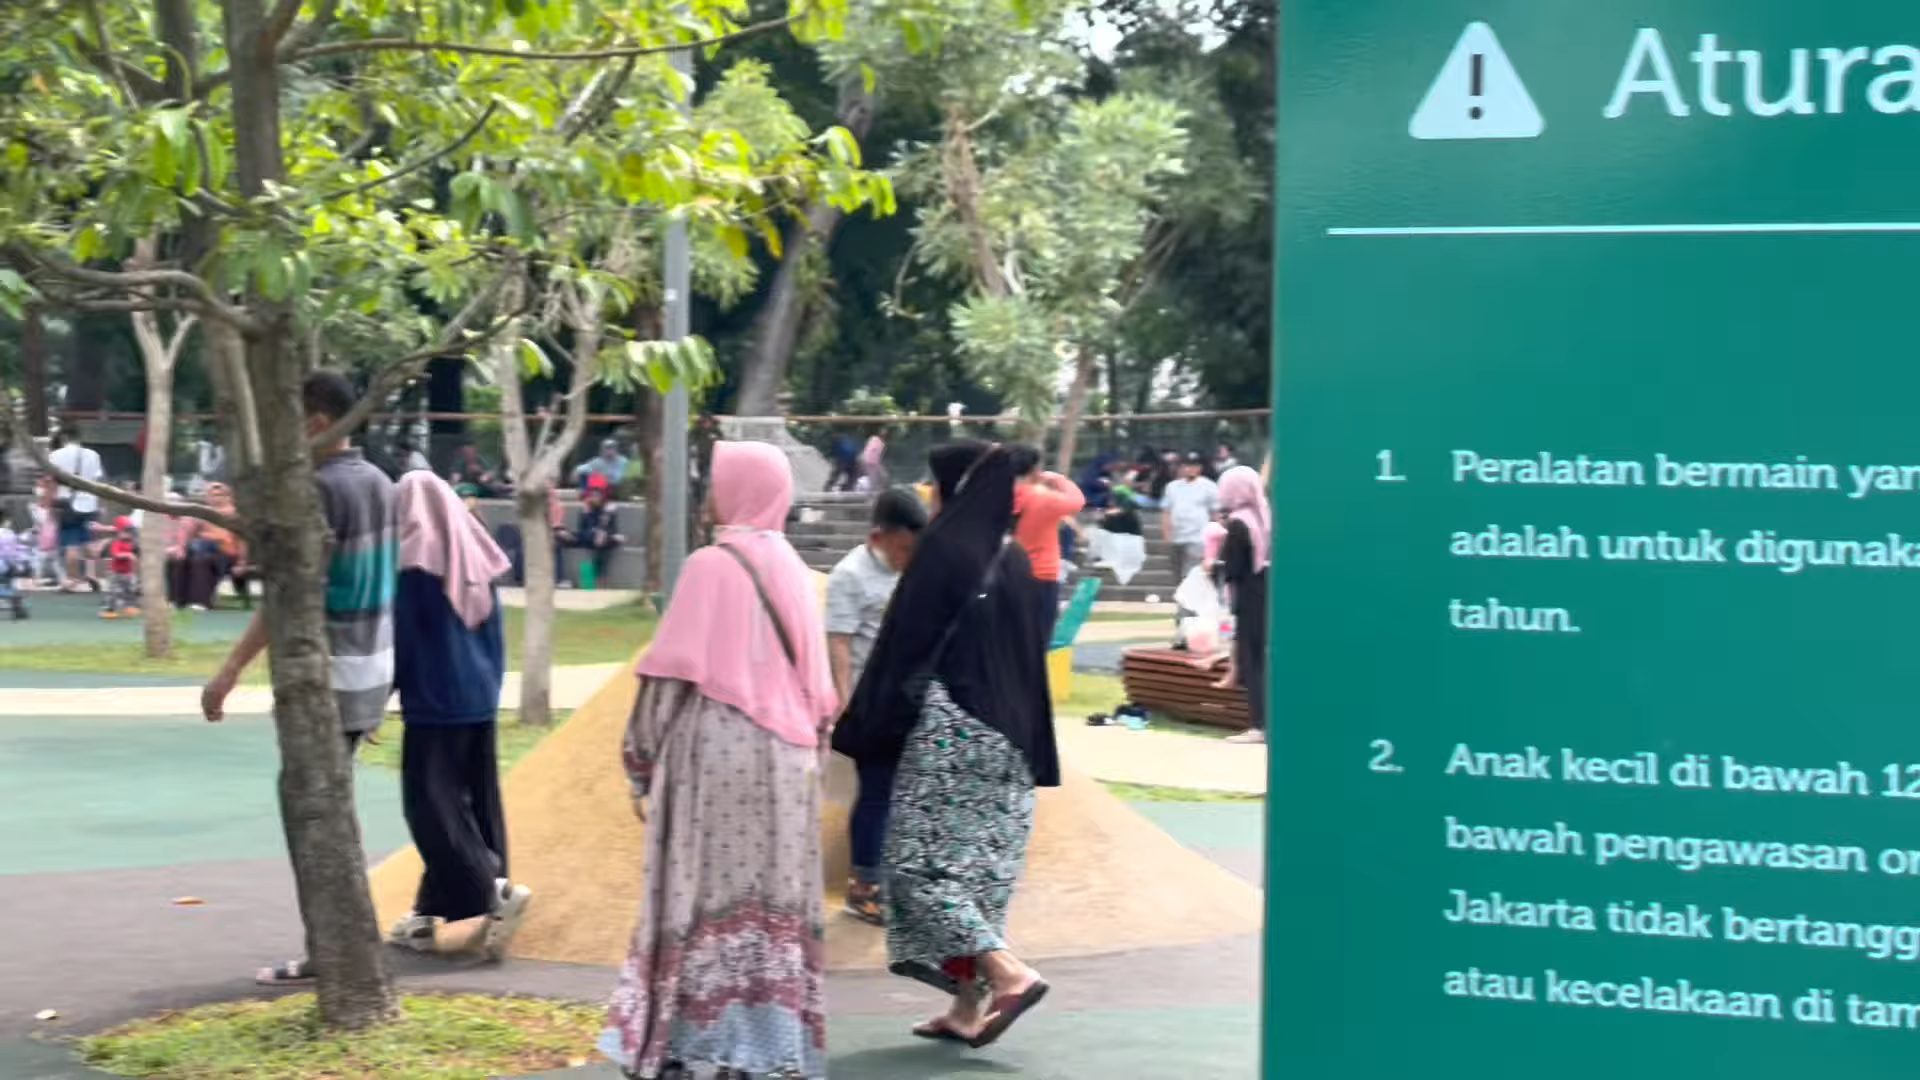 Atura
1. Peralatan bermain yan
adalah untuk digunaka
tahun.
2. Anak kecil di bawah 12
bawah pengawasan or
Jakarta tidak bertangg
atau kecelakaan di tam